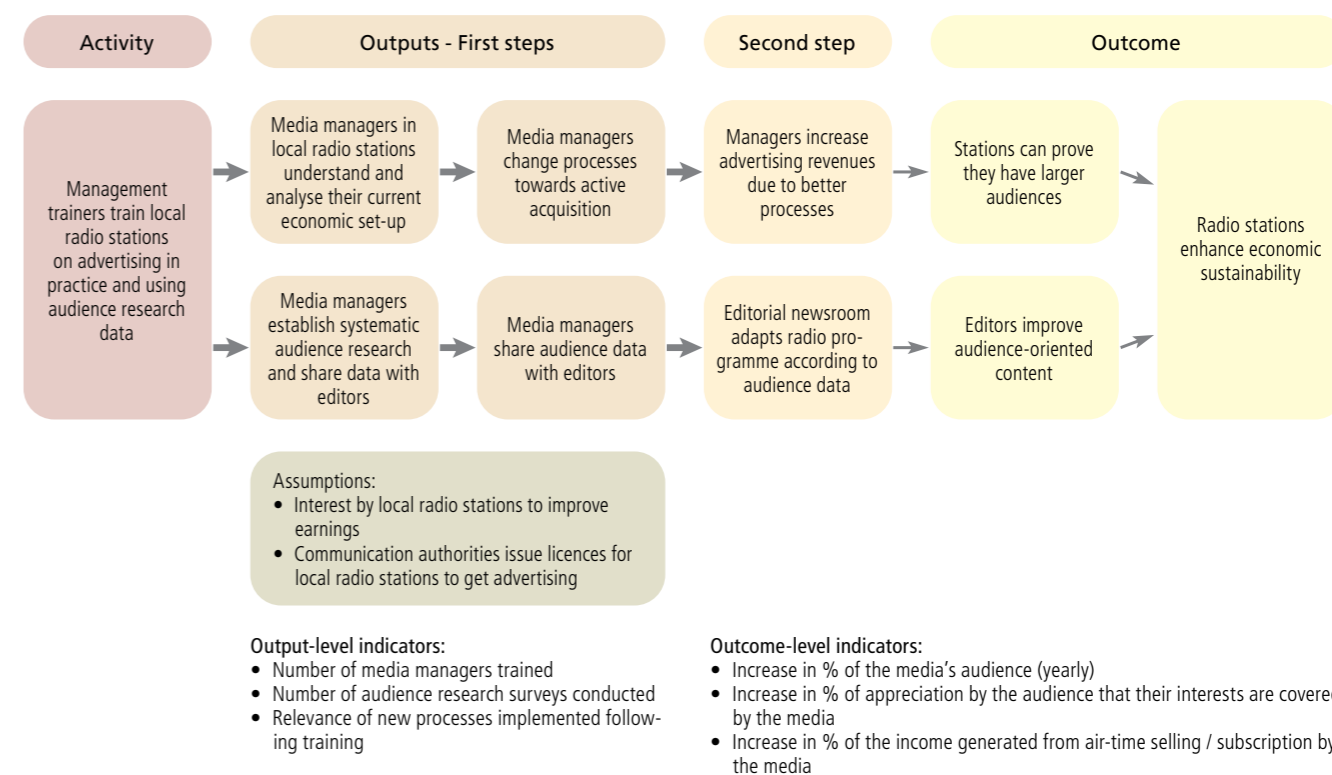 Activity
Outputs - First steps
Second step
Outcome
Management
trainers train local
radio stations
on advertising in
practice and using
audience research
data
Media managers in
local radio stations
understand and
analyse their current
economic set-up
Media managers
change processes
towards active
acquisition
Managers increase
advertising revenues
due to better
processes
Stations can prove
they have larger
audiences
Radio stations
enhance economic
sustainability
Media managers
establish systematic
audience research
and share data with
editors
Media managers
share audience data
with editors
Editorial newsroom
adapts radio pro-
gramme according to
audience data
Editors improve
audience-oriented
content
Assumptions:
• Interest by local radio stations to improve
earnings
• Communication authorities issue licences for
local radio stations to get advertising
Output-level indicators:
• Number of media managers trained
• Number of audience research surveys conducted
• Relevance of new processes implemented follow-
ing training
Outcome-level indicators:
• Increase in % of the media's audience (yearly)
• Increase in % of appreciation by the audience that their interests are covered
by the media
• Increase in % of the income generated from air-time selling / subscription by
the media